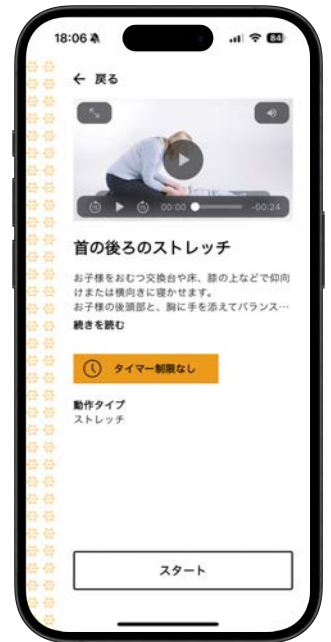 18:06
84
← 戻る
15
15
00:00
-00:24
首の後ろのストレッチ
お子様をおむつ交換台や床、膝の上などで仰向
けまたは横向きに寝かせます。
お子様の後頭部と、胸に手を添えてバランス…
続きを読む
タイマー制限なし
動作タイプ
ストレッチ
スタート